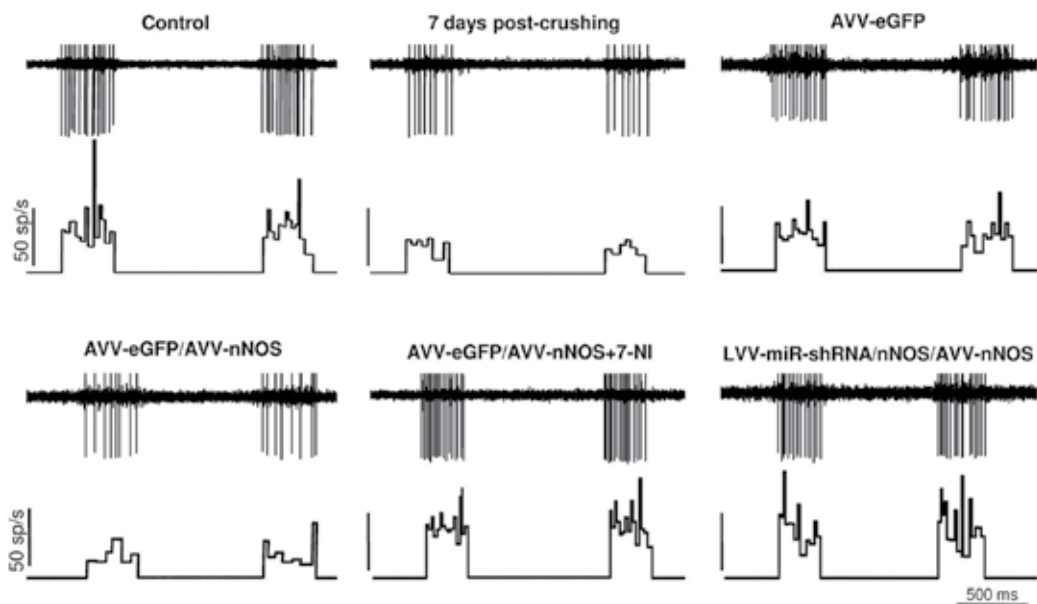 Control
7 days post-crushing
AVV-eGFP
50 sp/s
AVV-eGFP/AVV-nNOS
AVV-eGFP/AVV-nNOS+7-NI
LVV-miR-shRNA/nNOS/AVV-nNOS
50 sp/s
500 ms